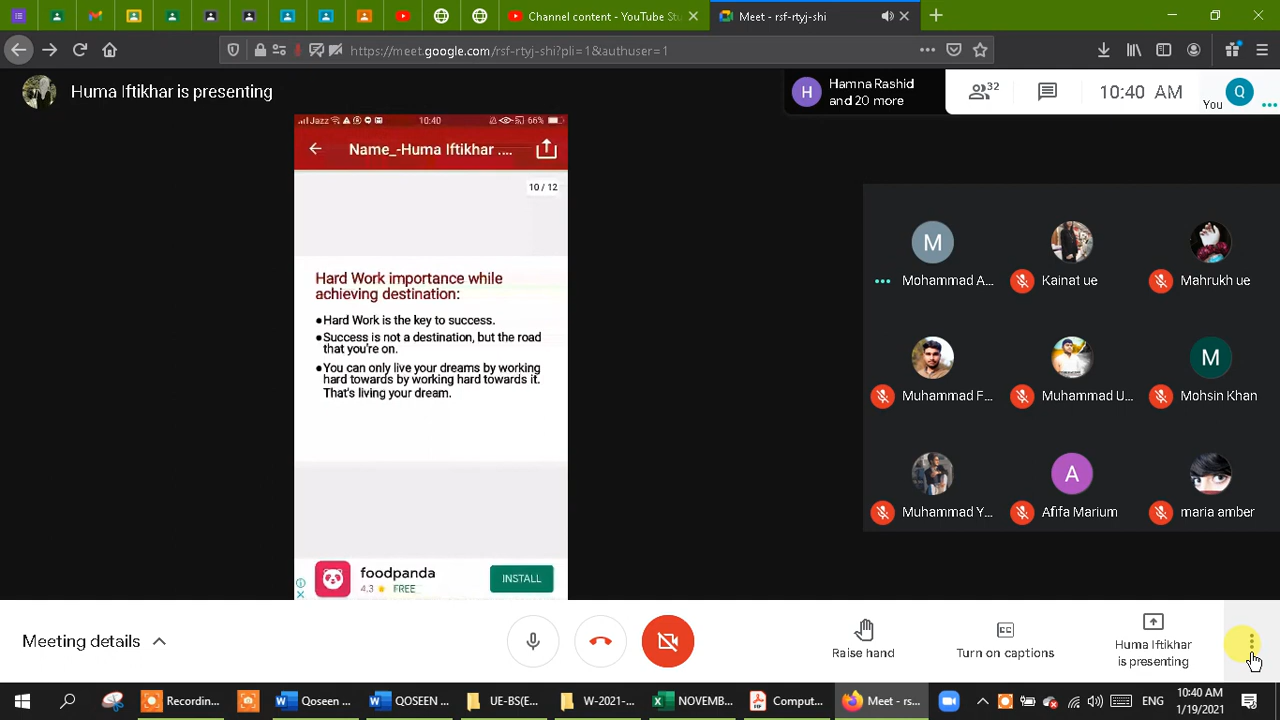 Channel content - YouTube Stu
Meet - rsf-rtyj-shi
https://meet.google.com/rsf-rtyj-shi?pli=1&authuser=1
Huma Iftikhar is presenting
H
Hamna Rashid
and 20 more
32
10:40 AM
You
Q
Jazz
10:40
66%
Name_-Huma Iftikhar ....
10 / 12
Hard Work importance while
achieving destination:
●Hard Work is the key to success.
●Success is not a destination, but the road
that you're on.
●You can only live your dreams by working
hard towards by working hard towards it.
That's living your dream.
foodpanda
4.3 FREE
INSTALL
M
Mohammad A...
Kainat ue
Mahrukh ue
Muhammad F...
Muhammad U...
M
Mohsin Khan
Muhammad Y...
A
Afifa Marium
maria amber
Meeting details
Raise hand
CC
Turn on captions
Huma Iftikhar
is presenting
Recording...
Qoseen ...
QOSEEN ...
UE-BS(E...
W-2021-...
NOVEMB...
Comput...
Meet - rs...
ENG
10:40 AM
1/19/2021